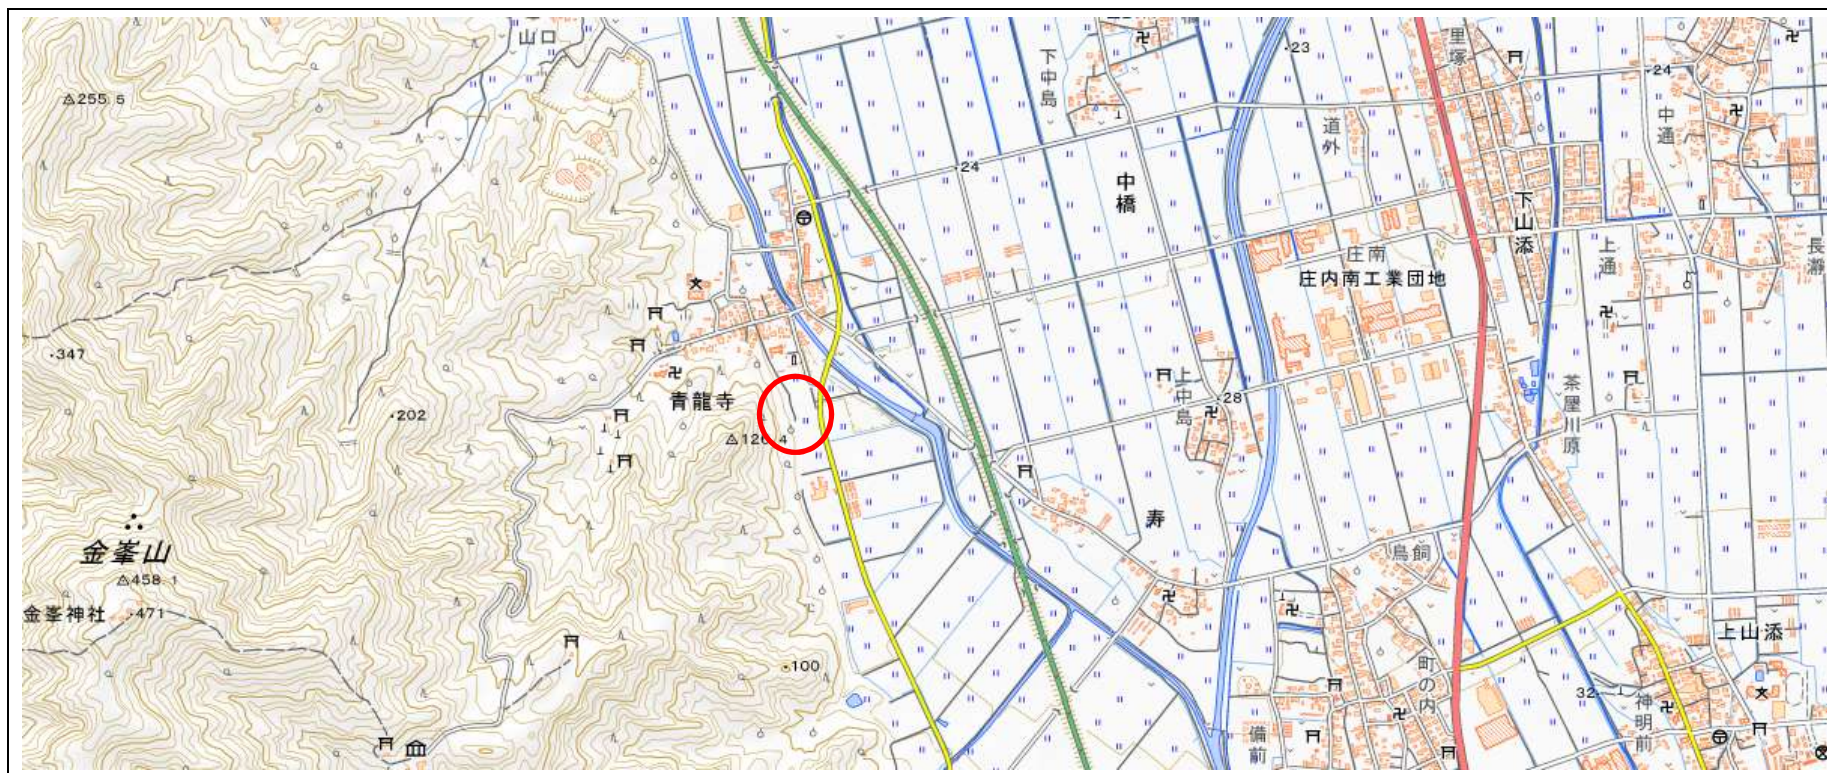 山口
255.5
下中島
23
里塚
24
中通
道外
24
中橋
下山添
上通
長瀞
庄南
庄内南工業団地
25
347
青龍寺
202
126.4
上中島
28
茶屋川原
寿
鳥飼
金峯山
458.1
金峯神社
471
100
上山添
町の内
32
神明前
備前